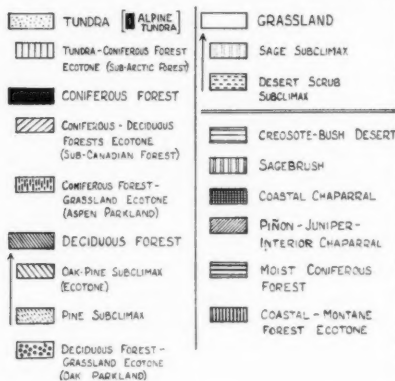 TUNDRA [ALPINE TUNDRA]
TUNDRA-CONIFEROUS FOREST
ECOTONE (SUB-ARCTIC FOREST)
CONIFEROUS FOREST
CONIFEROUS-DECIDUOUS
FORESTS ECOTONE
(SUB-CANADIAN FOREST)
CONIFEROUS FOREST-
GRASSLAND ECOTONE
(ASPEN PARKLAND)
DECIDUOUS FOREST
OAK-PINE SUBCLIMAX
(ECOTONE)
PINE SUBCLIMAX
DECIDUOUS FOREST-
GRASSLAND ECOTONE
(OAK PARKLAND)
GRASSLAND
SAGE SUBCLIMAX
DESERT SCRUB
SUBCLIMAX
CREOSOTE-BUSH DESERT
SAGEBRUSH
COASTAL CHAPARRAL
PIÑON-JUNIPER-
INTERIOR CHAPARRAL
MOIST CONIFEROUS
FOREST
COASTAL-MONTANE
FOREST ECOTONE